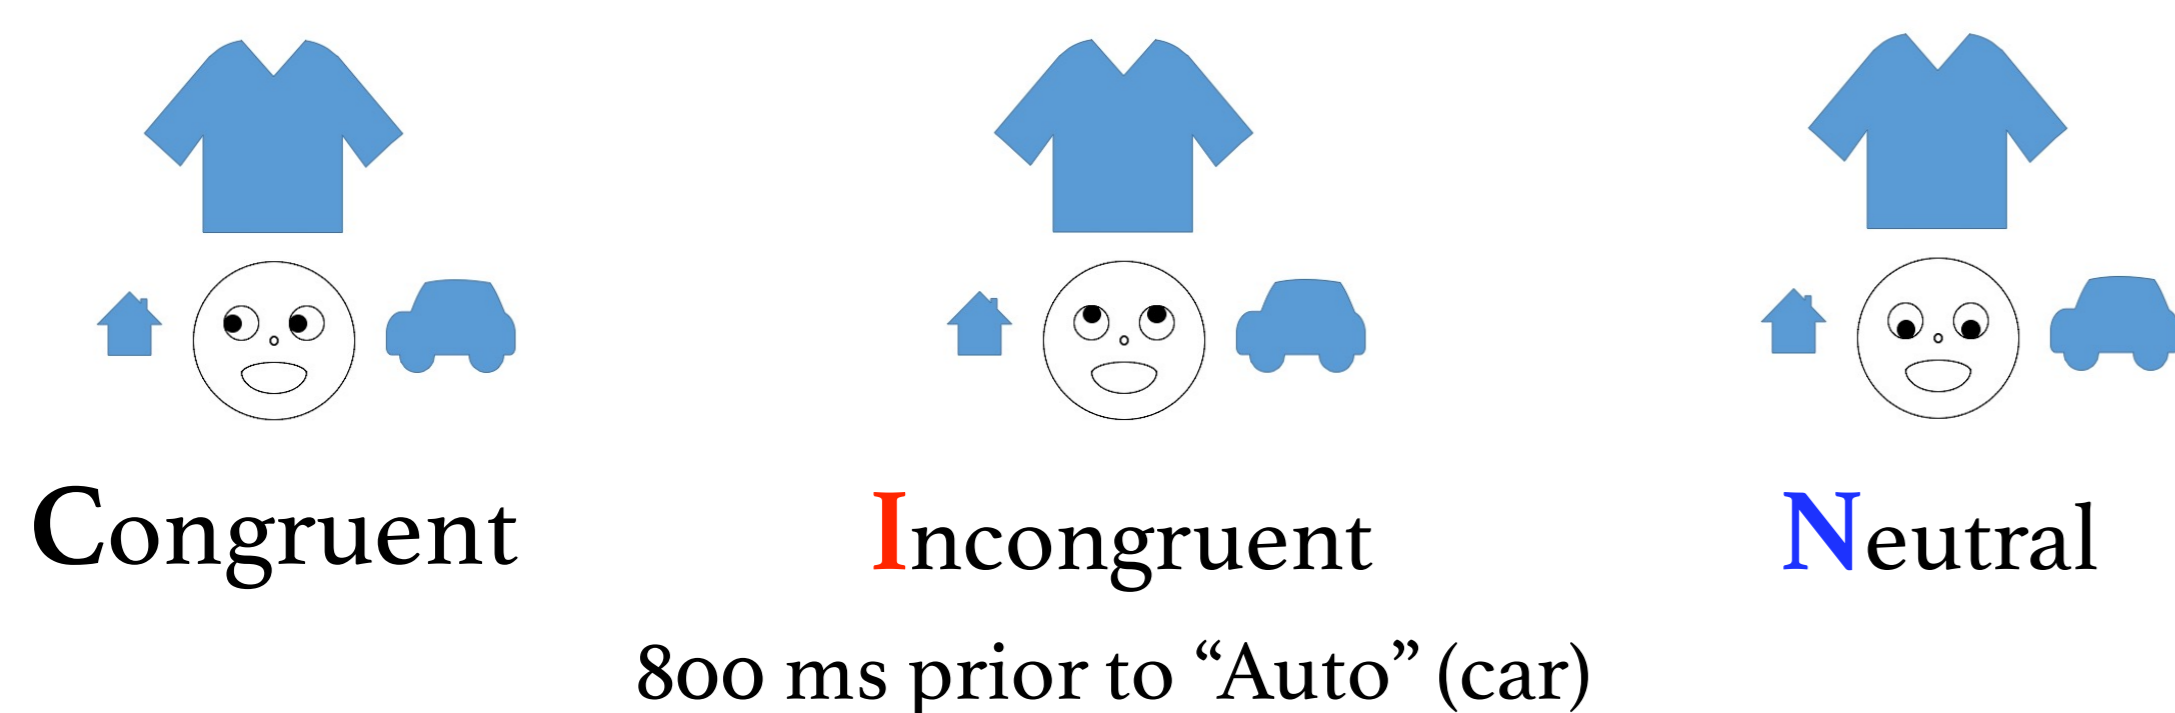 Congruent Incongruent Neutral
800 ms prior to “Auto” (car)